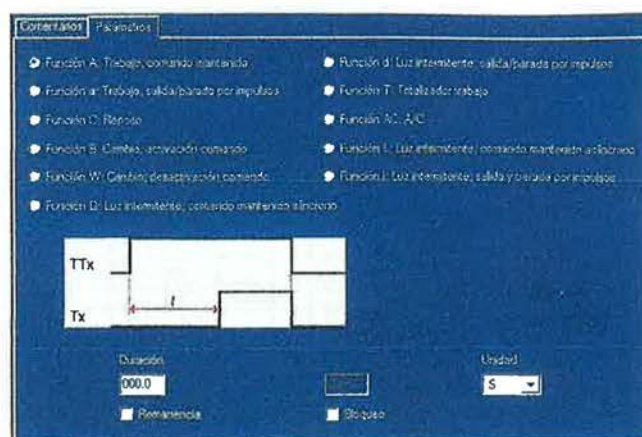 Comentarios Parámetros
Función A: Trabajo, comando mantenido
Función a: Trabajo, salida/parada por impulsos
Función C: Reposo
Función B: Cambio, activación comando
Función W: Cambio, desactivación comando
Función D: Luz intermitente, comando mantenido síncrono
Función d: Luz intermitente, salida/parada por impulsos
Función T: Totalizador trabajo
Función AC: A/C
Función L: Luz intermitente, comando mantenido asíncrono
Función l: Luz intermitente, salida y parada por impulsos
TTx
t
Tx
Duración
Unidad
000.0
S
Remanencia
Bloqueo